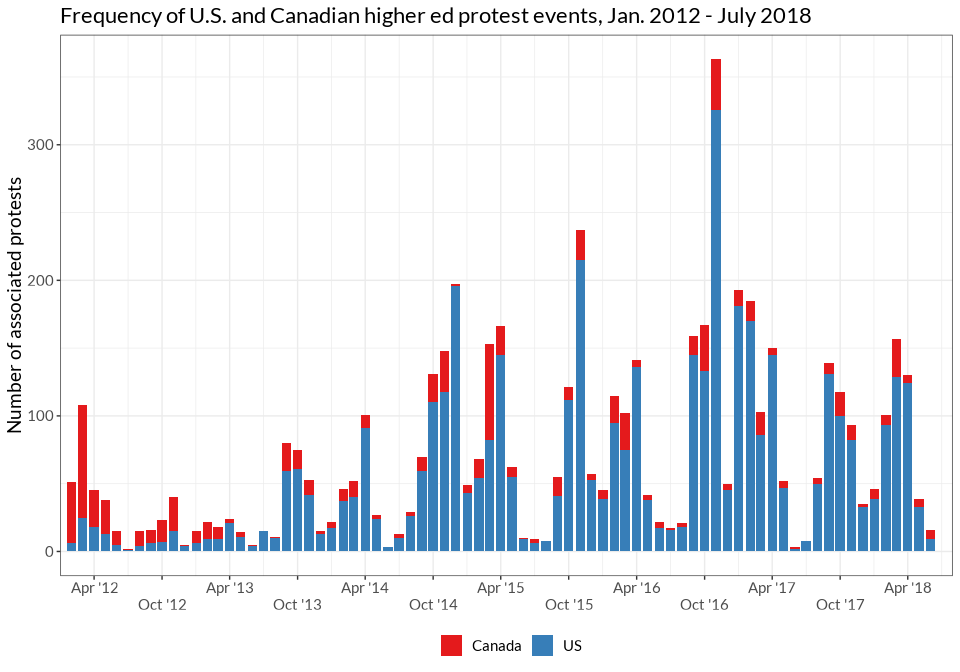 Frequency of U.S. and Canadian higher ed protest events, Jan. 2012 - July 2018
Number of associated protests
300
200
100
0
Apr '12
Oct '12
Apr '13
Oct '13
Apr '14
Oct '14
Apr '15
Oct '15
Apr '16
Oct '16
Apr '17
Oct '17
Apr '18
Canada
US